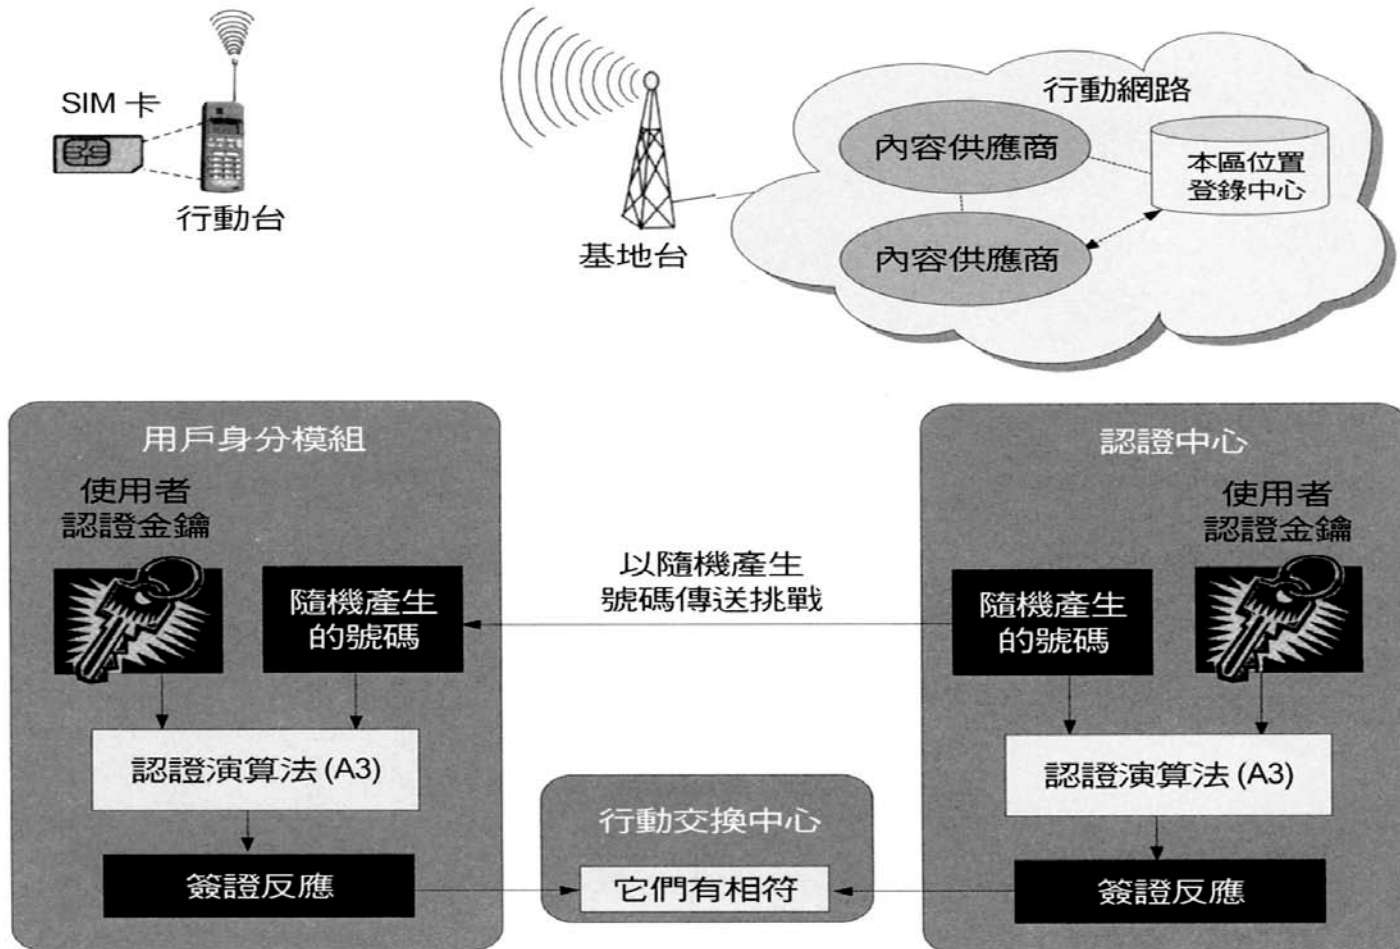 SIM 卡
行動台
基地台
行動網路
內容供應商
內容供應商
本區位置
登錄中心
用戶身分模組
使用者
認證金鑰
隨機產生
的號碼
認證演算法 (A3)
簽證反應
以隨機產生
號碼傳送挑戰
行動交換中心
它們有相符
認證中心
使用者
認證金鑰
隨機產生
的號碼
認證演算法 (A3)
簽證反應